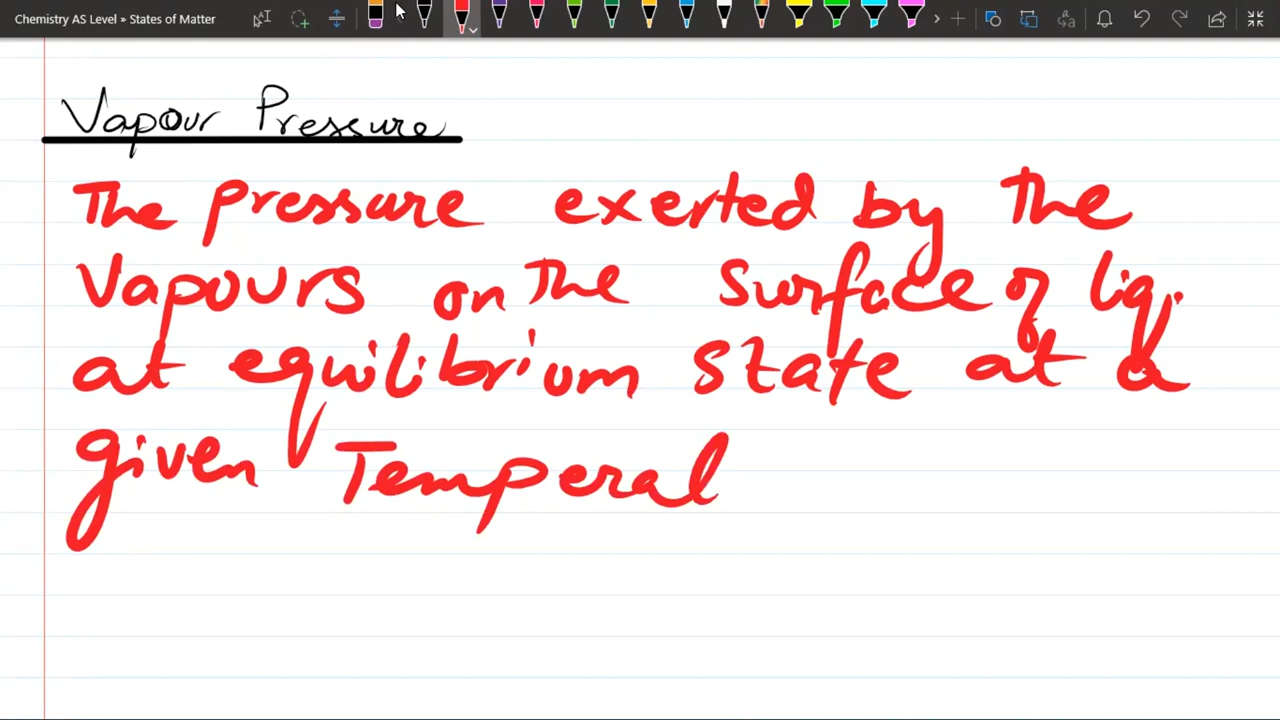 Chemistry AS Level » States of Matter
Vapour Pressure
The pressure exerted by the
vapours on the surface of liq.
at equilibrium state at a
given Temperal